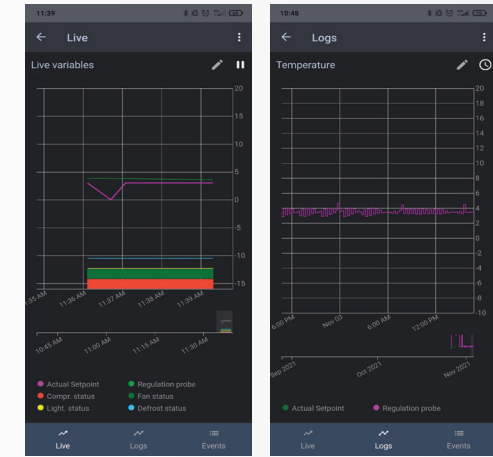 11:39
Live
Live variables
20
15
10
5
0
-5
-10
-15
11:36 AM
11:37 AM
11:38 AM
11:39 AM
10:45 AM
11:00 AM
11:15 AM
11:30 AM
Actual Setpoint
Regulation probe
Compr. status
Fan status
Light. status
Defrost status
Live
Logs
Events
10:48
Logs
Temperature
20
18
16
14
12
10
8
6
4
2
0
-2
-4
-6
-8
-10
6:00 PM
Nov 03
6:00 AM
12:00 PM
Sep 2021
Oct 2021
Nov 2021
Actual Setpoint
Regulation probe
Live
Logs
Events